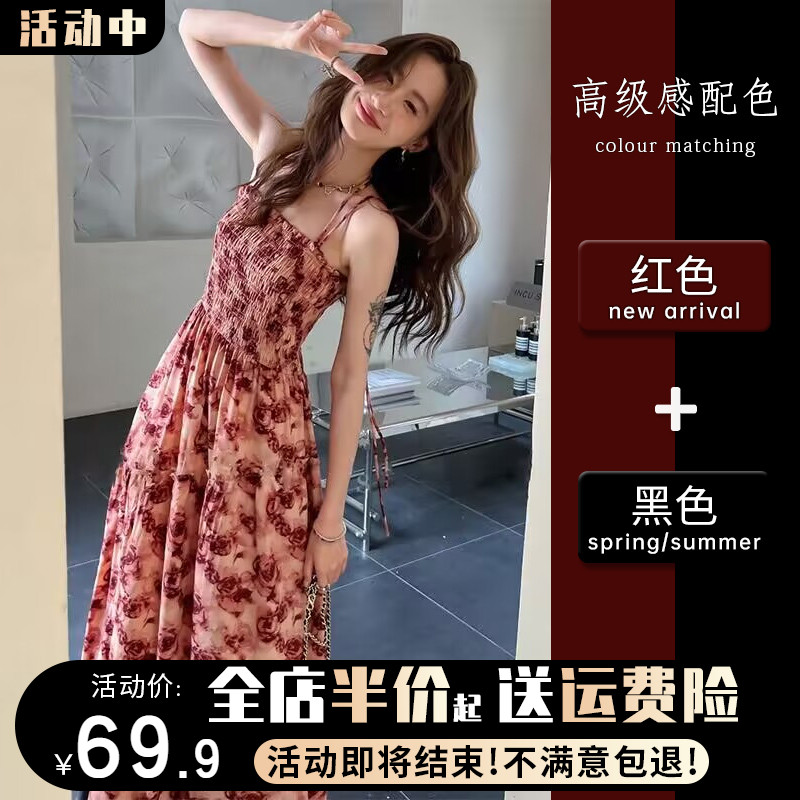 活动中
高级感配色
colour matching
INCU S
红色
new arrival
+
黑色
spring/summer
活动价:
¥69.9
全店半价起 送运费险
活动即将结束!不满意包退!